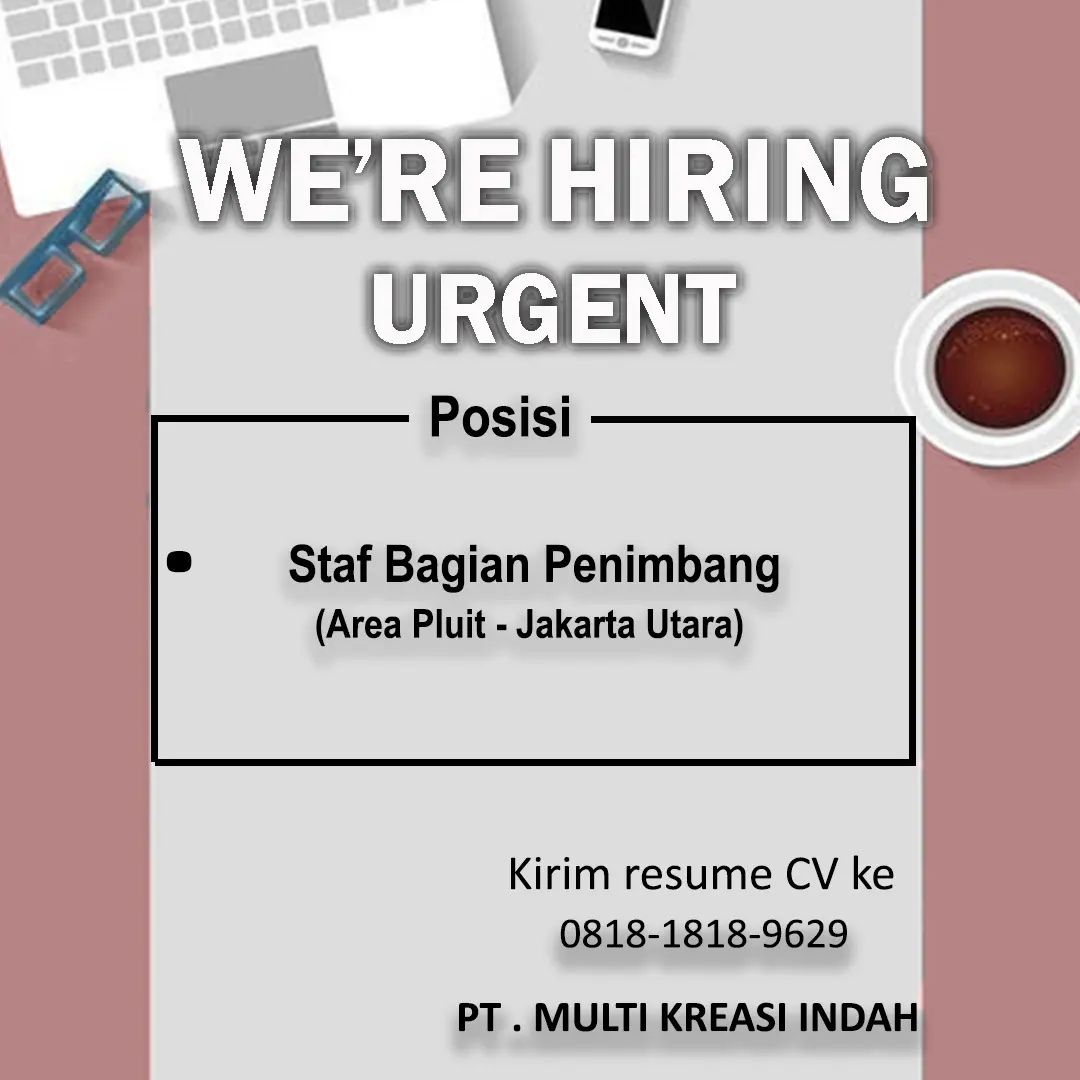 WE'RE HIRING
URGENT
Posisi
• Staf Bagian Penimbang
(Area Pluit - Jakarta Utara)
Kirim resume CV ke
0818-1818-9629
PT . MULTI KREASI INDAH